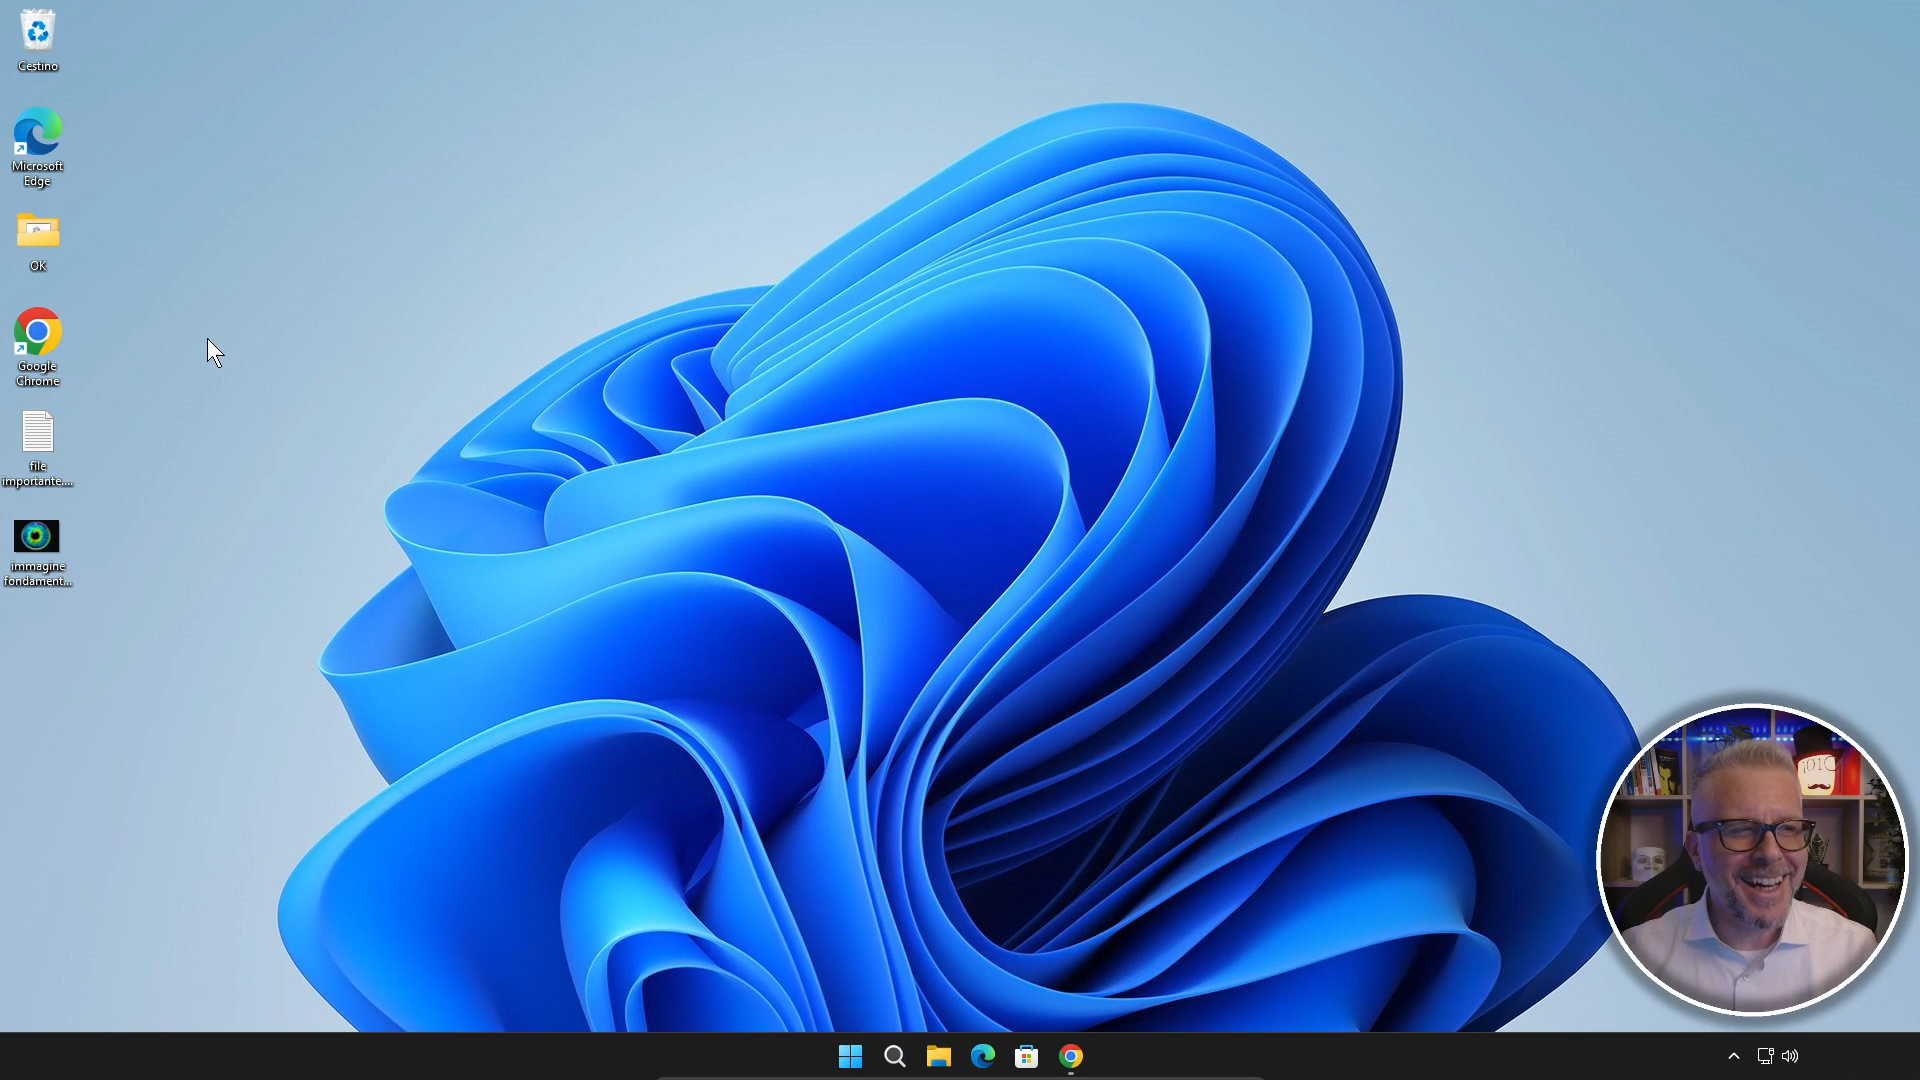 Cestino
Microsoft
Edge
OK
Google
Chrome
file
importante....
immagine
fondament...